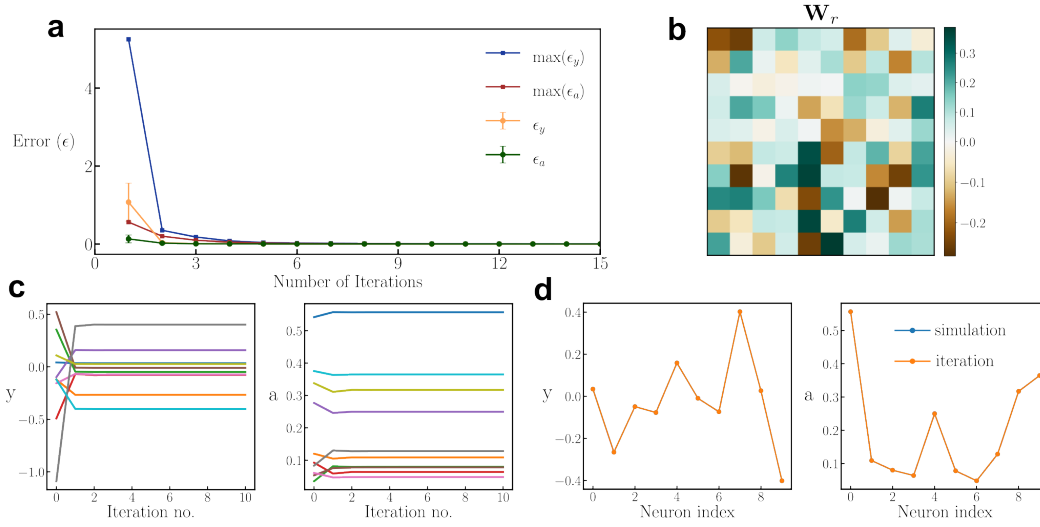 a
Error (ϵ)
4
2
0
0
3
6
9
12
15
Number of Iterations
max(ϵ_y)
max(ϵ_a)
ϵ_y
ϵ_a
b
W_r
0.3
0.2
0.1
0.0
−0.1
−0.2
c
y
0.5
0.0
−0.5
−1.0
0
2
4
6
8
10
Iteration no.
a
0.5
0.4
0.3
0.2
0.1
0
2
4
6
8
10
Iteration no.
d
y
0.4
0.2
0.0
−0.2
−0.4
0
2
4
6
8
Neuron index
a
0.5
0.4
0.3
0.2
0.1
0
2
4
6
8
Neuron index
simulation
iteration